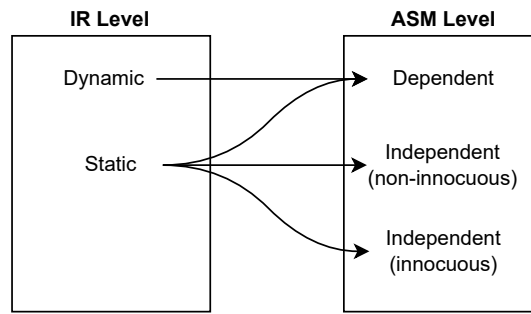 IR Level
ASM Level
Dynamic
Dependent
Static
Independent
(non-innocuous)
Independent
(innocuous)